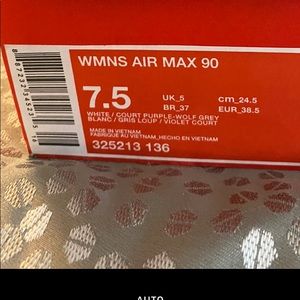 WMNS AIR MAX 90
7.5
UK_5
BR_37
cm_24.5
EUR_38.5
WHITE / COURT PURPLE-WOLF GREY
BLANC / GRIS LOUP / VIOLET COURT
MADE IN VIETNAM
FABRIQUE AU VIETNAM_HECHO EN VIETNAM
325213 136
AUTO